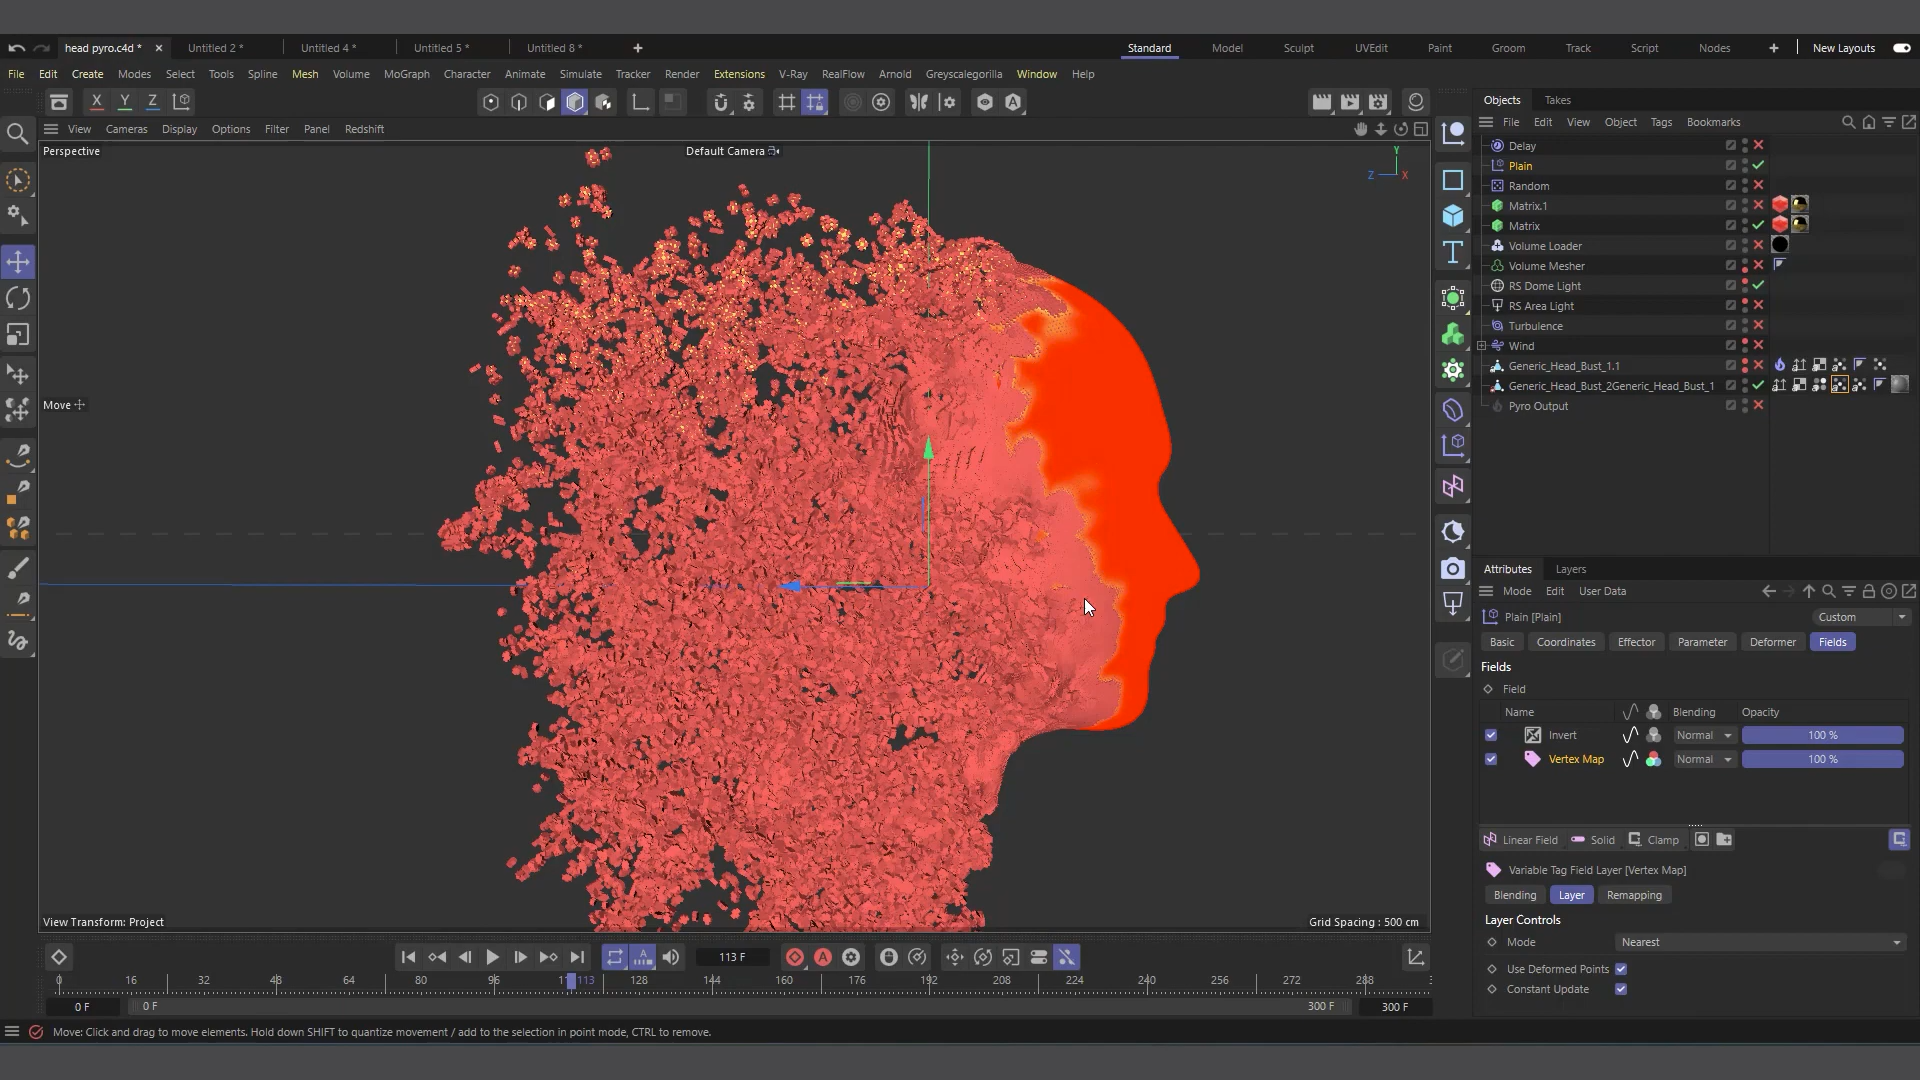 head pyro.c4d * × Untitled 2 * Untitled 4 * Untitled 5 * Untitled 8 * + Standard Model Sculpt UVEdit Paint Groom Track Script Nodes + New Layouts
File Edit Create Modes Select Tools Spline Mesh Volume MoGraph Character Animate Simulate Tracker Render Extensions V-Ray RealFlow Arnold Greyscalegorilla Window Help
X Y Z
View Cameras Display Options Filter Panel Redshift
Perspective
Default Camera
Y
Z X
Move
View Transform: Project
Grid Spacing : 500 cm
Objects Takes
File Edit View Object Tags Bookmarks
Delay
Plain
Random
Matrix.1
Matrix
Volume Loader
Volume Mesher
RS Dome Light
RS Area Light
Turbulence
Wind
Generic_Head_Bust_1.1
Generic_Head_Bust_2Generic_Head_Bust_1
Pyro Output
Attributes Layers
Mode Edit User Data
Plain [Plain] Custom
Basic Coordinates Effector Parameter Deformer Fields
Fields
Field
Name Blending Opacity
Invert Normal 100 %
Vertex Map Normal 100 %
Linear Field Solid Clamp
Variable Tag Field Layer [Vertex Map]
Blending Layer Remapping
Layer Controls
Mode Nearest
Use Deformed Points
Constant Update
113 F
0 16 32 48 64 80 96 113 128 144 160 176 192 208 224 240 256 272 288
0 F 0 F 300 F 300 F
Move: Click and drag to move elements. Hold down SHIFT to quantize movement / add to the selection in point mode, CTRL to remove.